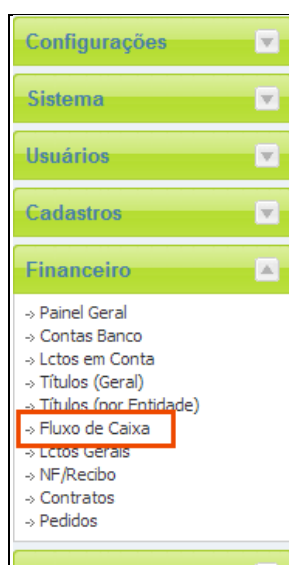 Configurações
Sistema
Usuários
Cadastros
Financeiro
-> Painel Geral
-> Contas Banco
-> Lctos em Conta
-> Títulos (Geral)
-> Títulos (por Entidade)
-> Fluxo de Caixa
-> Lctos Gerais
-> NF/Recibo
-> Contratos
-> Pedidos